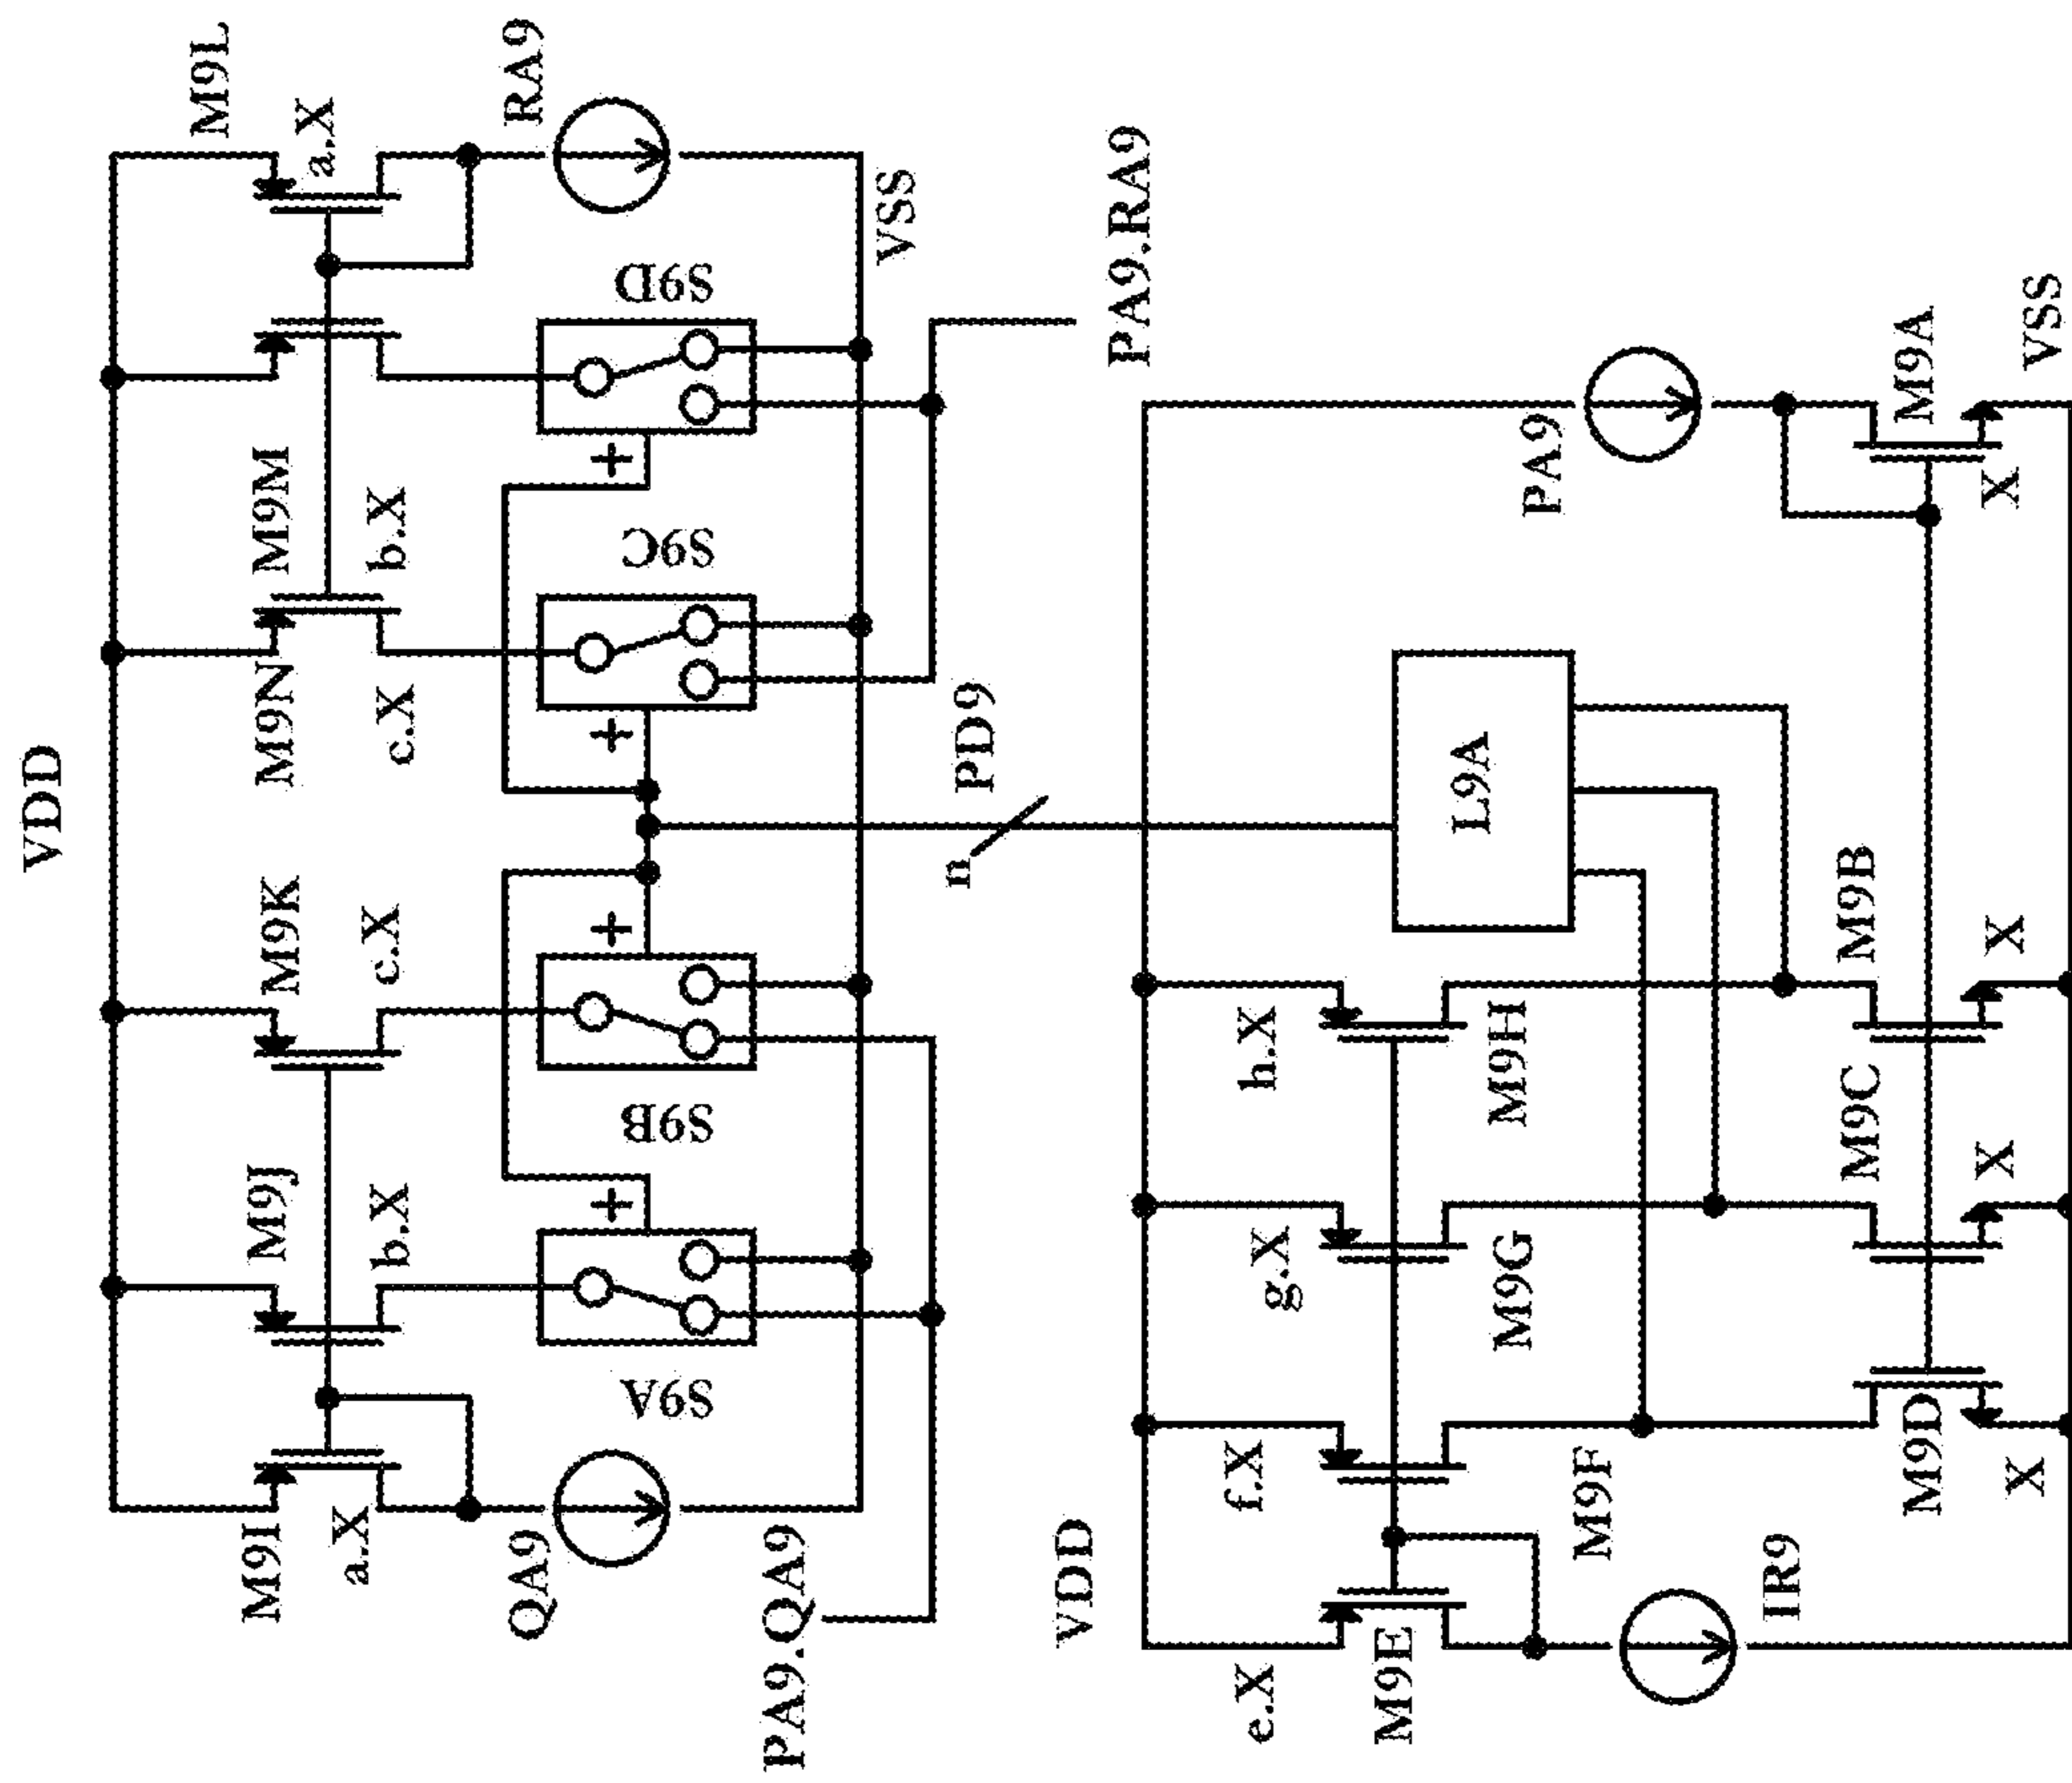 VDD
M9I
a.X
M9J
b.X
M9K
c.X
M9N
c.X
M9M
b.X
M9L
a.X
QA9
S9A
+
S9B
+
S9C
+
S9D
+
RA9
VSS
PA9.QA9
n
PD9
PA9.RA9
VDD
e.X
M9E
f.X
M9F
g.X
M9G
h.X
M9H
L9A
PA9
IR9
M9D
X
M9C
X
M9B
X
M9A
X
VSS